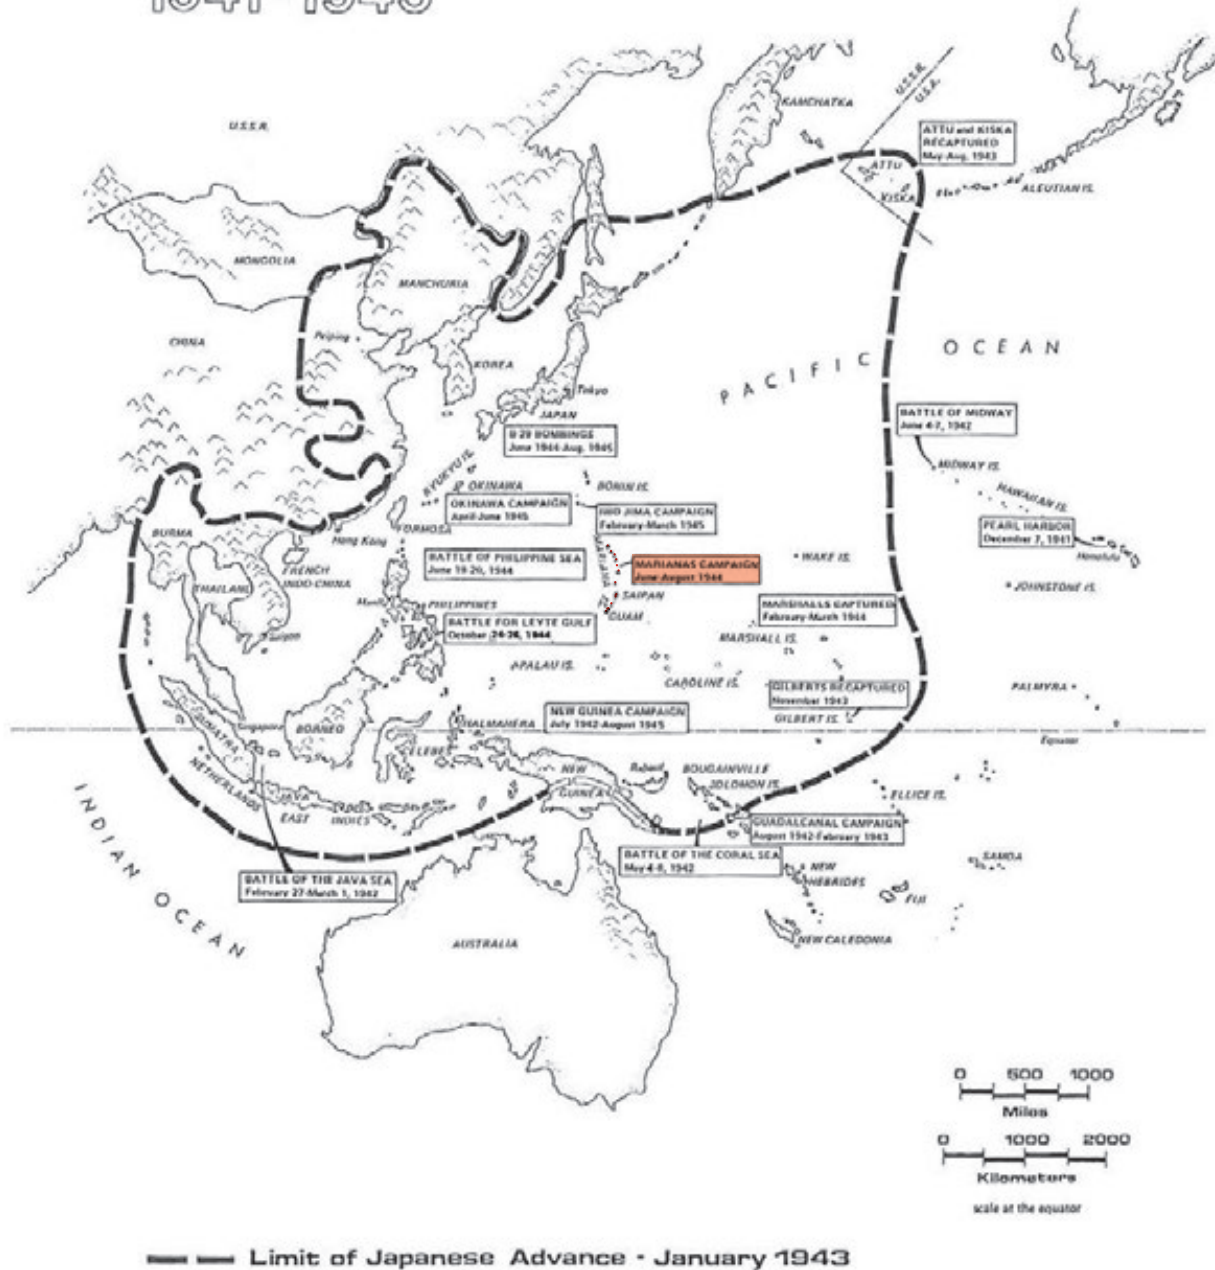 1941-1945
U.S.S.R.
KAMCHATKA
U.S.S.R.
U.S.A.
ATTU and KISKA
RECAPTURED
May-Aug. 1943
ATTU
KISKA
ALEUTIAN IS.
MONGOLIA
MANCHURIA
CHINA
Peiping
KOREA
Tokyo
JAPAN
PACIFIC OCEAN
B-29 BOMBINGS
June 1944-Aug. 1945
BATTLE OF MIDWAY
June 4-7, 1942
MIDWAY IS.
HAWAIIAN IS.
PEARL HARBOR
December 7, 1941
Honolulu
RYUKYU IS.
OKINAWA
BONIN IS.
OKINAWA CAMPAIGN
April-June 1945
IWO JIMA CAMPAIGN
February-March 1945
FORMOSA
BURMA
Hong Kong
BATTLE OF PHILIPPINE SEA
June 19-20, 1944
MARIANA IS.
MARIANAS CAMPAIGN
June-August 1944
WAKE IS.
JOHNSTONE IS.
FRENCH
INDO-CHINA
THAILAND
SAIPAN
GUAM
Manila
PHILIPPINES
MARSHALLS CAPTURED
February-March 1944
BATTLE FOR LEYTE GULF
October 24-26, 1944
Saigon
MARSHALL IS.
PALAU IS.
CAROLINE IS.
GILBERTS RECAPTURED
November 1943
PALMYRA
GILBERT IS.
NEW GUINEA CAMPAIGN
July 1942-August 1945
HALMAHERA
Singapore
BORNEO
SUMATRA
CELEBES
Equator
NETHERLANDS
EAST INDIES
JAVA
NEW
GUINEA
Rabaul
BOUGAINVILLE
SOLOMON IS.
ELLICE IS.
GUADALCANAL CAMPAIGN
August 1942-February 1943
BATTLE OF THE CORAL SEA
May 4-8, 1942
NEW
HEBRIDES
SAMOA
FIJI
BATTLE OF THE JAVA SEA
February 27-March 1, 1942
INDIAN OCEAN
AUSTRALIA
NEW CALEDONIA
0 500 1000
Miles
0 1000 2000
Kilometers
scale at the equator
Limit of Japanese Advance - January 1943